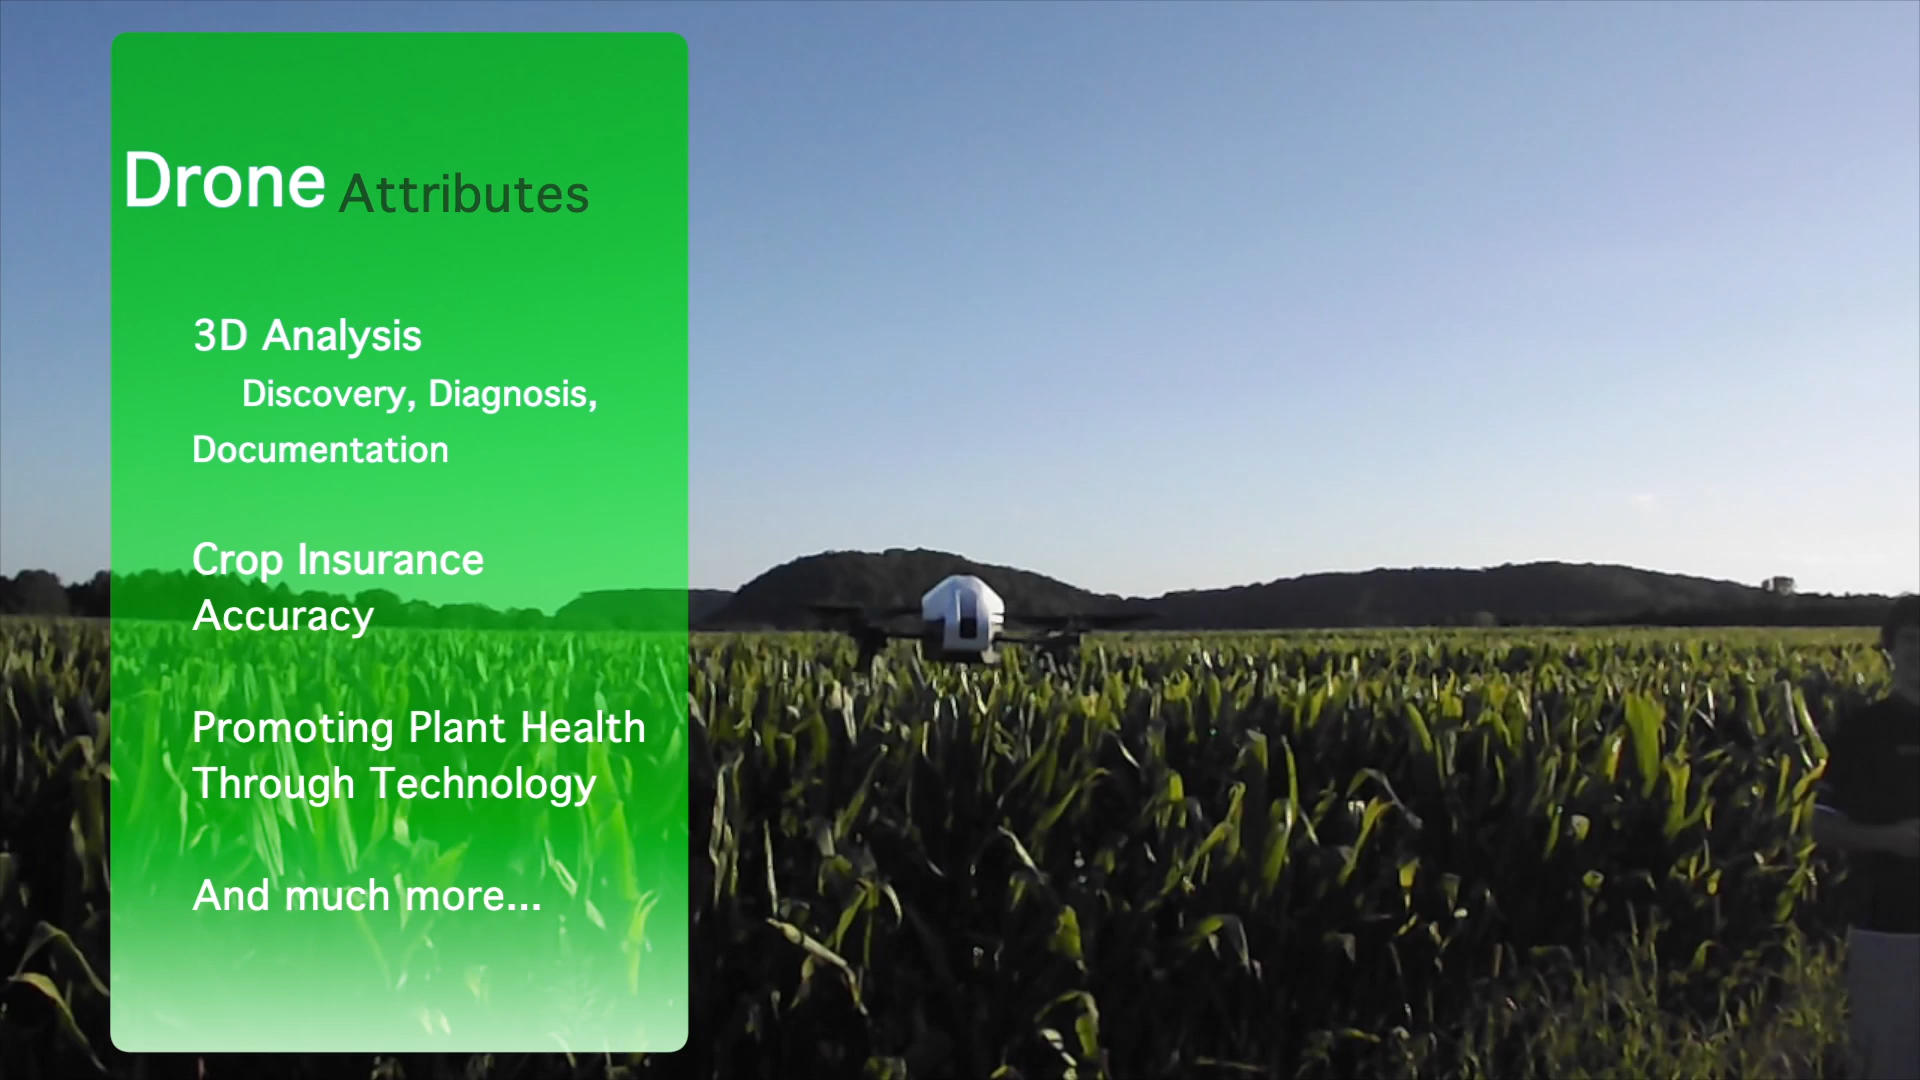 Drone Attributes
3D Analysis
Discovery, Diagnosis,
Documentation
Crop Insurance
Accuracy
Promoting Plant Health
Through Technology
And much more...